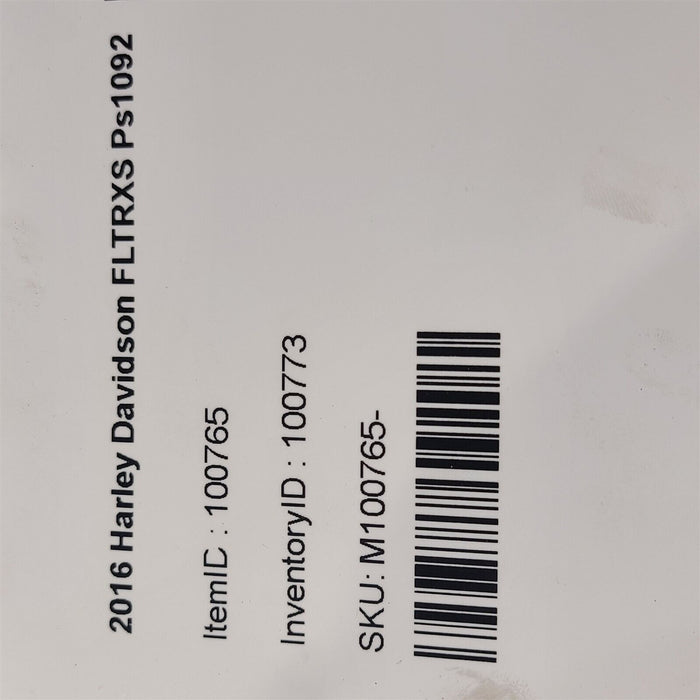 2016 Harley Davidson FLTRXS Ps1092
ItemID : 100765
InventoryID : 100773
SKU: M100765-